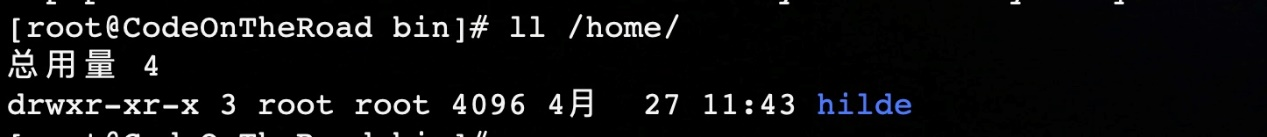 [root@CodeOnTheRoad bin]# ll /home/
总用量 4
drwxr-xr-x 3 root root 4096 4月  27 11:43 hilde